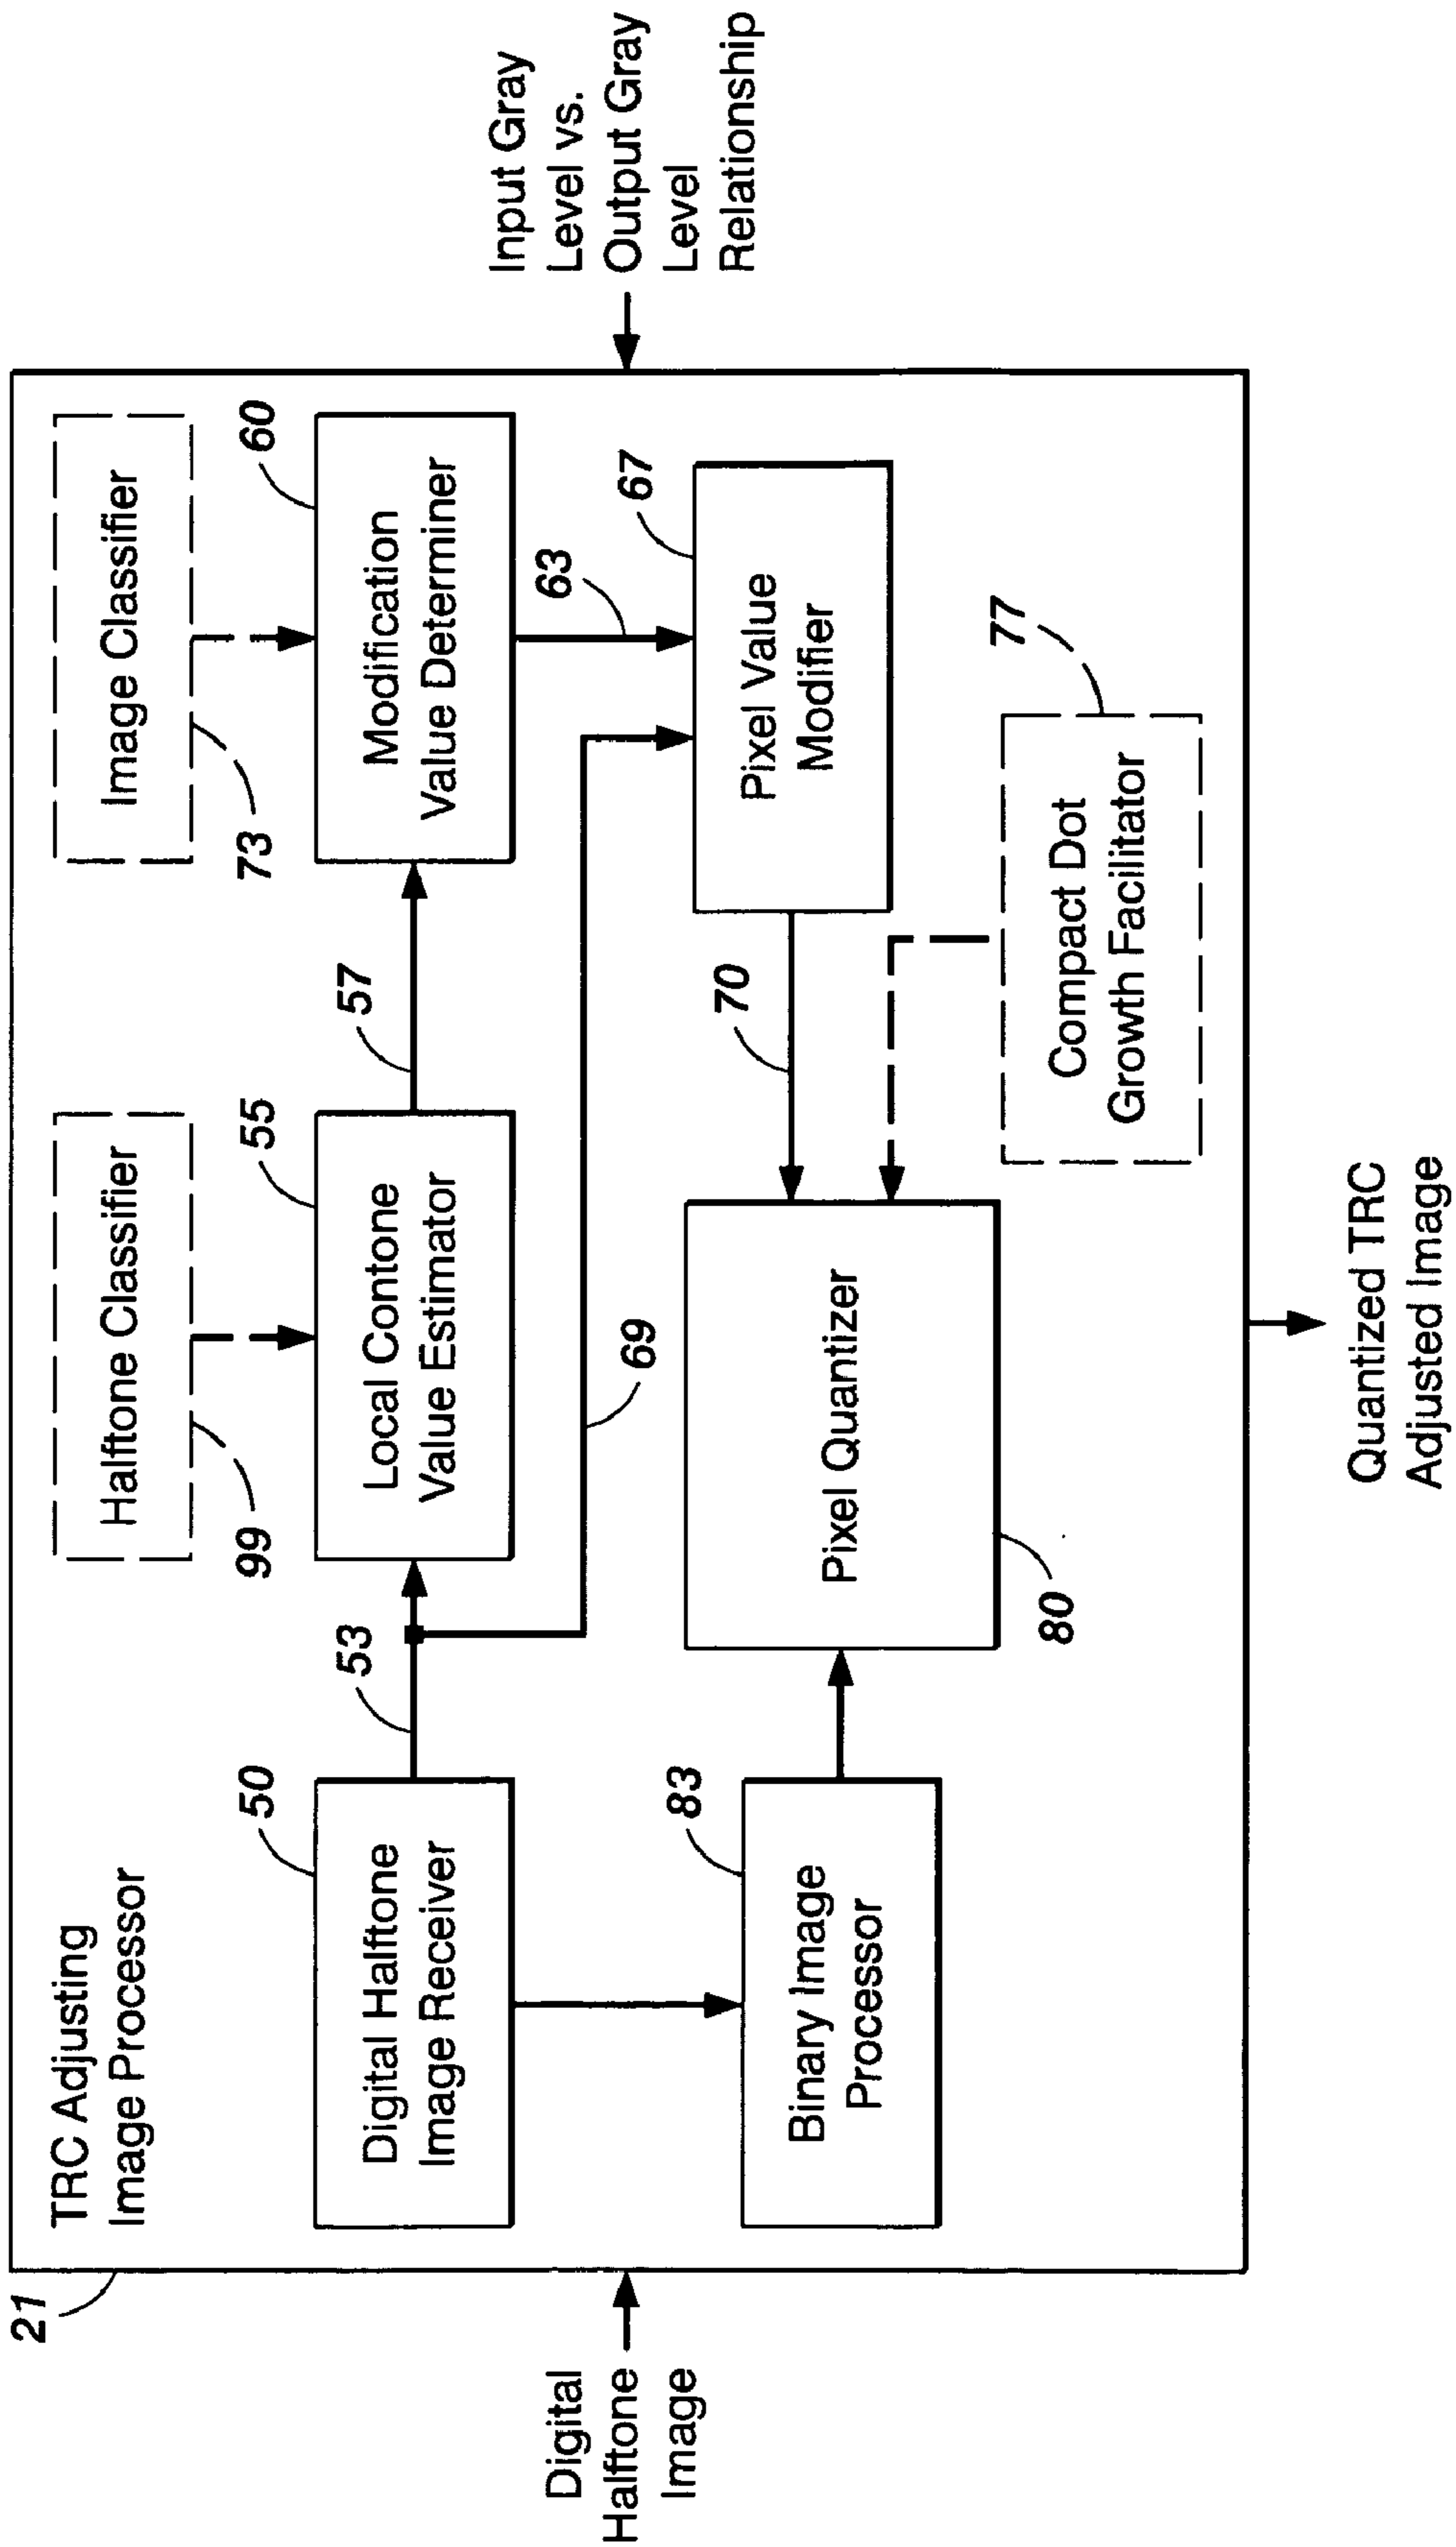 21
TRC Adjusting
Image Processor
Halftone Classifier
99
Image Classifier
73
50
Digital Halftone
Image Receiver
53
55
Local Contone
Value Estimator
57
60
Modification
Value Determiner
63
69
83
Binary Image
Processor
Pixel Quantizer
80
70
67
Pixel Value
Modifier
77
Compact Dot
Growth Facilitator
Digital
Halftone
Image
Input Gray
Level vs.
Output Gray
Level
Relationship
Quantized TRC
Adjusted Image